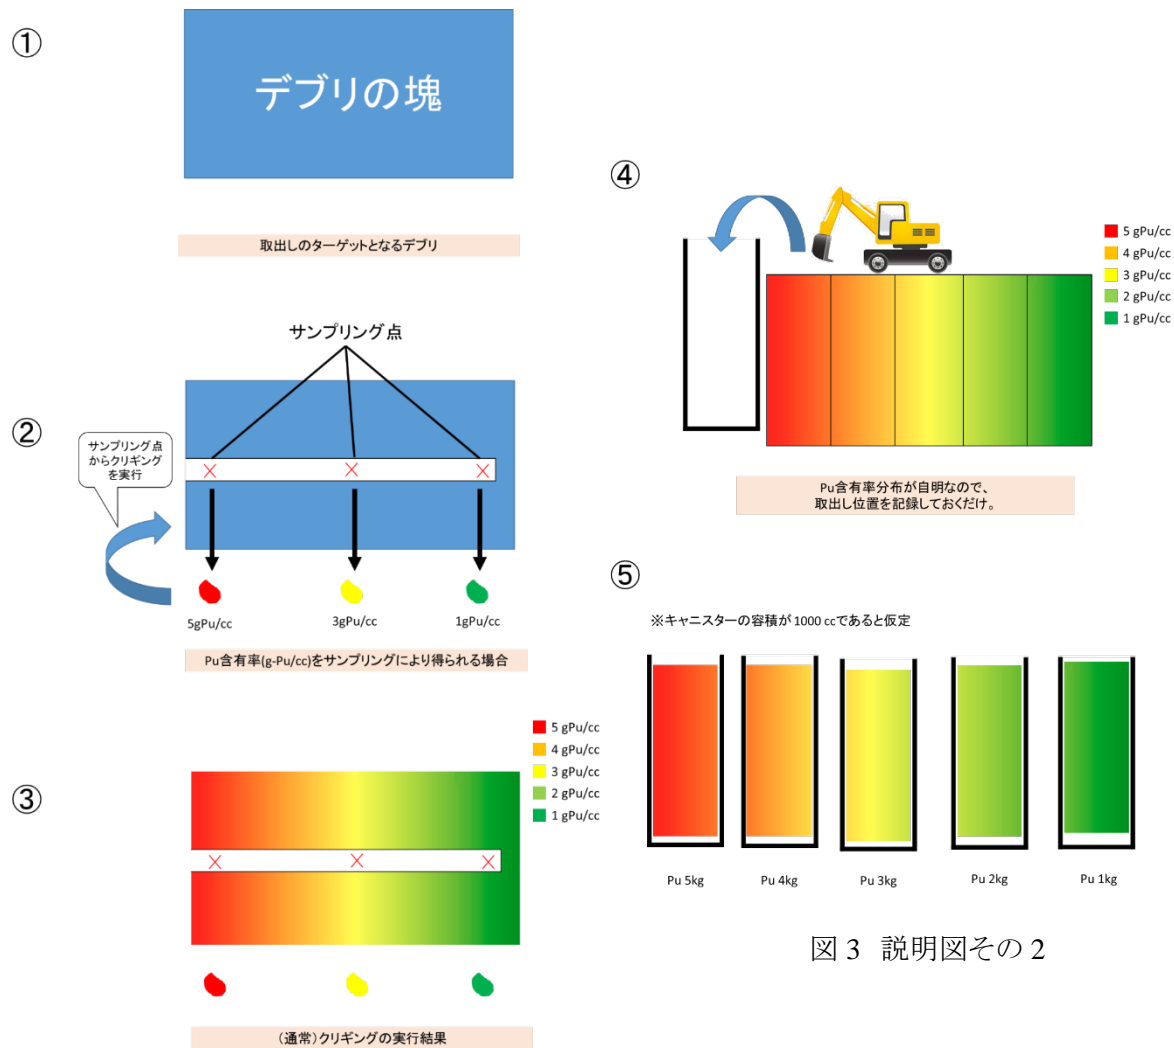 ①
デブリの塊
取出しのターゲットとなるデブリ
②
サンプリング点
サンプリング点
からクリギング
を実行
5gPu/cc
3gPu/cc
1gPu/cc
Pu含有率(g-Pu/cc)をサンプリングにより得られる場合
③
5 gPu/cc
4 gPu/cc
3 gPu/cc
2 gPu/cc
1 gPu/cc
(通常)クリギングの実行結果
④
5 gPu/cc
4 gPu/cc
3 gPu/cc
2 gPu/cc
1 gPu/cc
Pu含有率分布が自明なので、
取出し位置を記録しておくだけ。
⑤
※キャニスターの容積が1000 ccであると仮定
Pu 5kg
Pu 4kg
Pu 3kg
Pu 2kg
Pu 1kg
図 3 説明図その 2